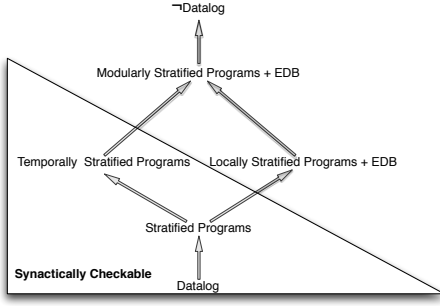 ¬Datalog
Modularly Stratified Programs + EDB
Temporally Stratified Programs
Locally Stratified Programs + EDB
Stratified Programs
Synactically Checkable
Datalog